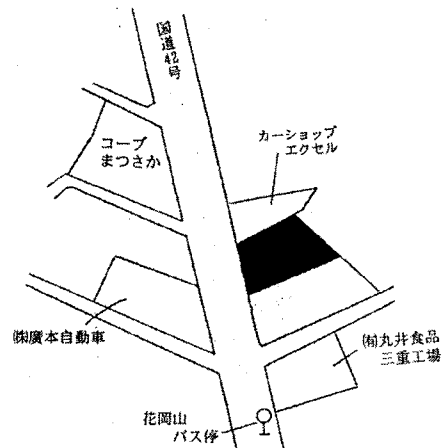 国道42号
コープ
まつさか
カーショップ
エクセル
㈱廣本自動車
㈲丸井食品
三重工場
花岡山
バス停